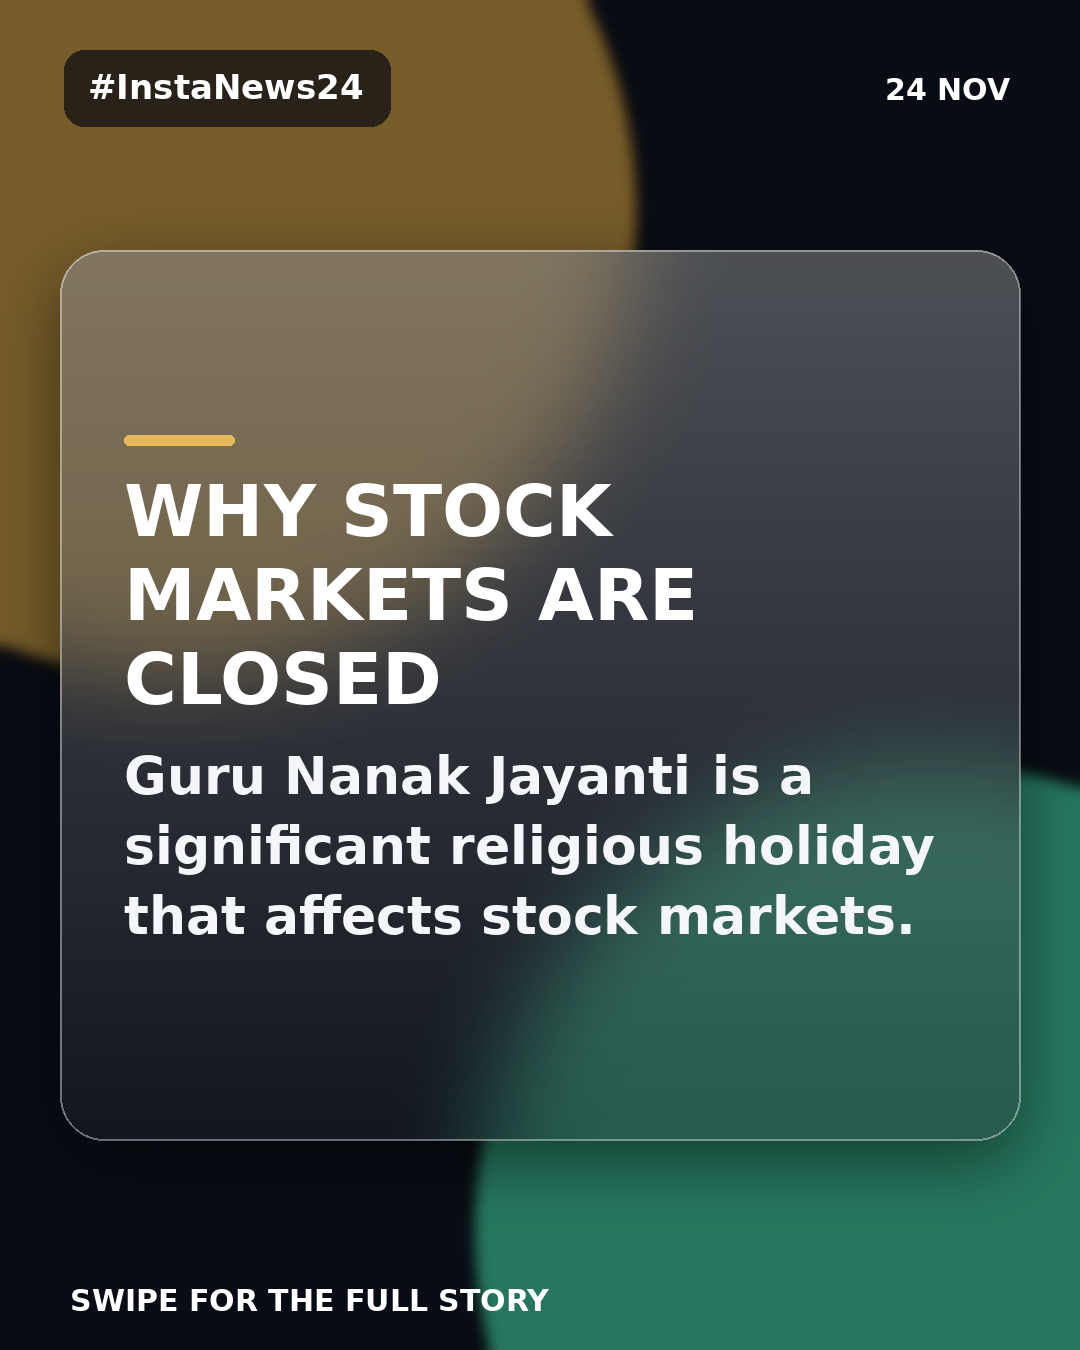 #InstaNews24
24 NOV
WHY STOCK
MARKETS ARE
CLOSED
Guru Nanak Jayanti is a
significant religious holiday
that affects stock markets.
SWIPE FOR THE FULL STORY